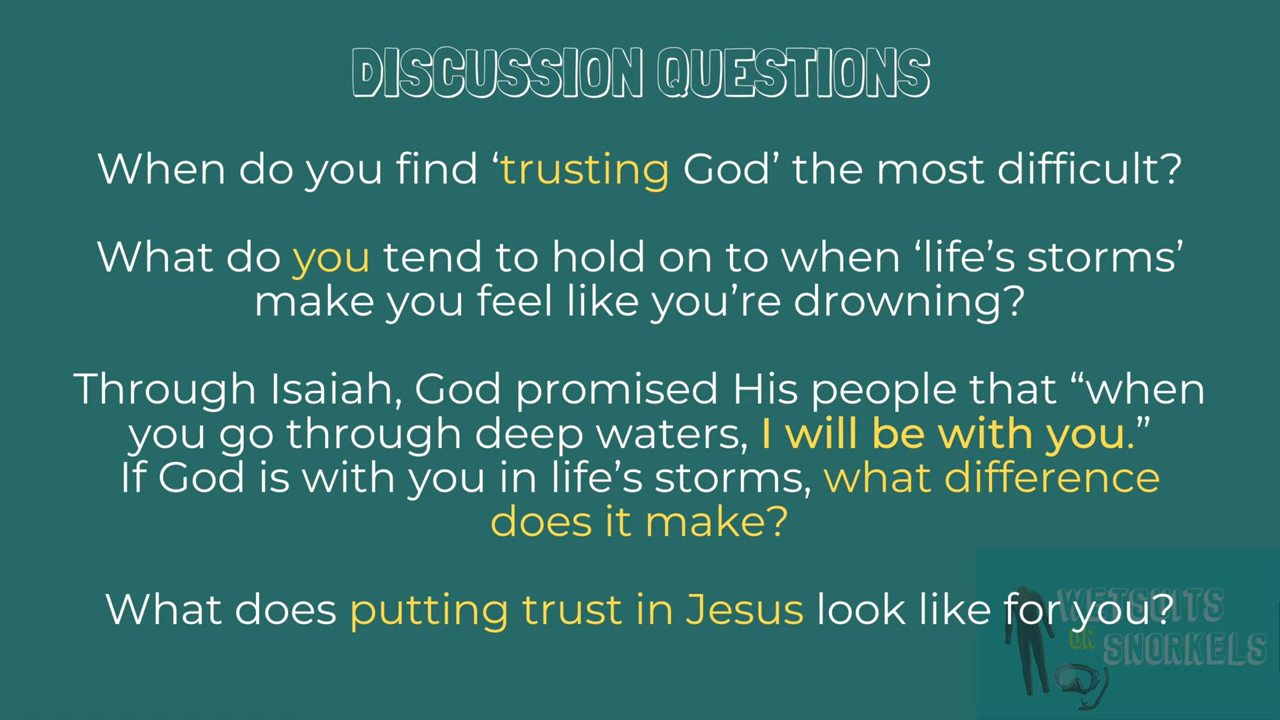 DISCUSSION QUESTIONS
When do you find ‘trusting God’ the most difficult?
What do you tend to hold on to when ‘life’s storms’
make you feel like you’re drowning?
Through Isaiah, God promised His people that “when
you go through deep waters, I will be with you.”
If God is with you in life’s storms, what difference
does it make?
What does putting trust in Jesus look like for you?
WETSUITS
OR
SNORKELS